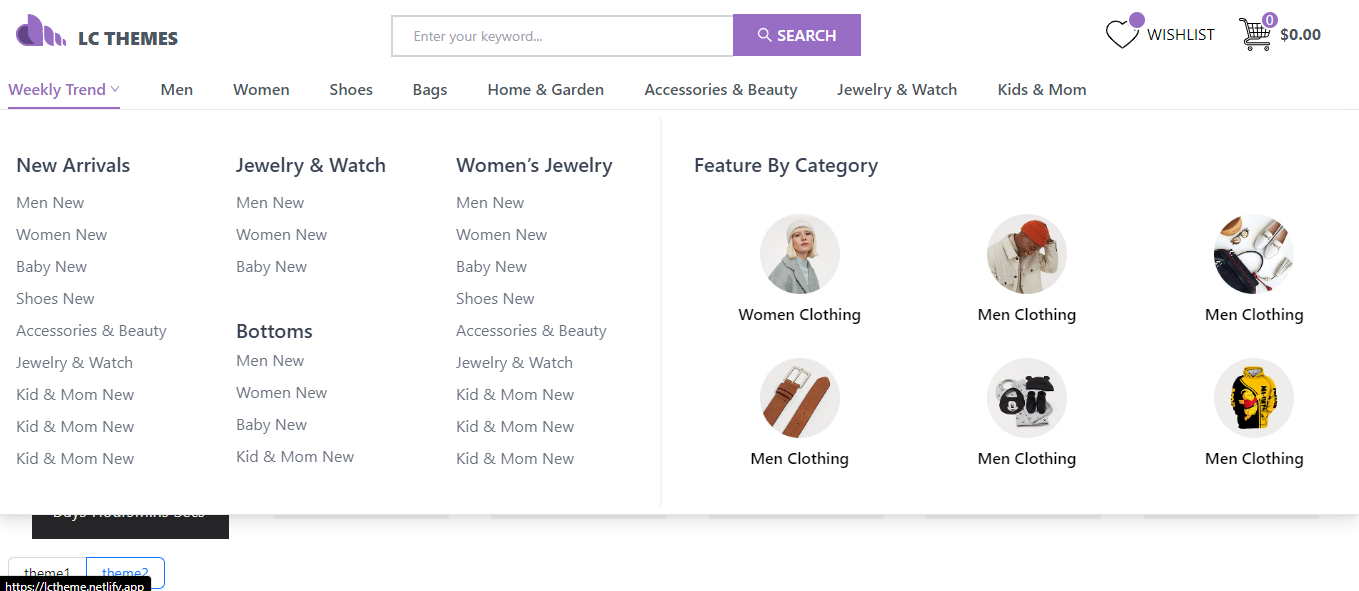 LC THEMES
Enter your keyword...
SEARCH
WISHLIST
0
$0.00
Weekly Trend
Men
Women
Shoes
Bags
Home & Garden
Accessories & Beauty
Jewelry & Watch
Kids & Mom
New Arrivals
Men New
Women New
Baby New
Shoes New
Accessories & Beauty
Jewelry & Watch
Kid & Mom New
Kid & Mom New
Kid & Mom New
Jewelry & Watch
Men New
Women New
Baby New
Bottoms
Men New
Women New
Baby New
Kid & Mom New
Women’s Jewelry
Men New
Women New
Baby New
Shoes New
Accessories & Beauty
Jewelry & Watch
Kid & Mom New
Kid & Mom New
Kid & Mom New
Feature By Category
Women Clothing
Men Clothing
Men Clothing
Men Clothing
Men Clothing
Men Clothing
Days HoursMins Secs
theme1
theme2
https://lctheme.netlify.app